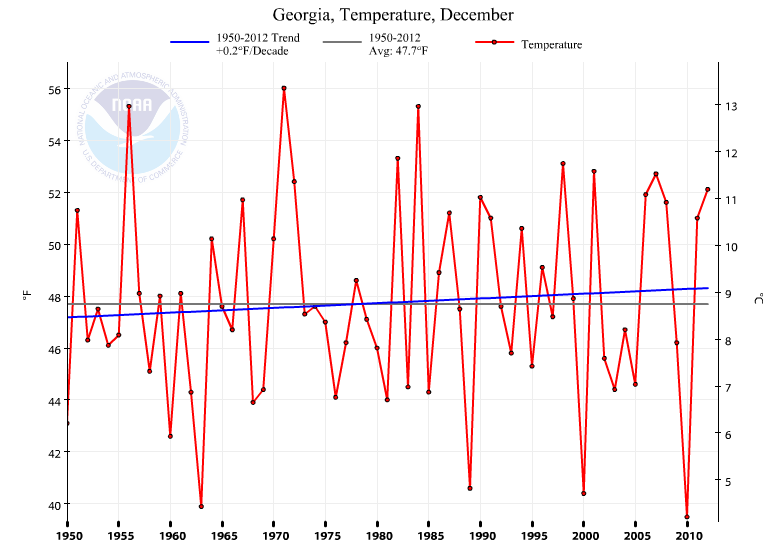 Georgia, Temperature, December
1950-2012 Trend
+0.2°F/Decade
1950-2012
Avg: 47.7°F
Temperature
NATIONAL OCEANIC AND ATMOSPHERIC ADMINISTRATION
NOAA
U.S. DEPARTMENT OF COMMERCE
56
54
52
50
48
46
44
42
40
°F
13
12
11
10
9
8
7
6
5
°C
1950 1955 1960 1965 1970 1975 1980 1985 1990 1995 2000 2005 2010